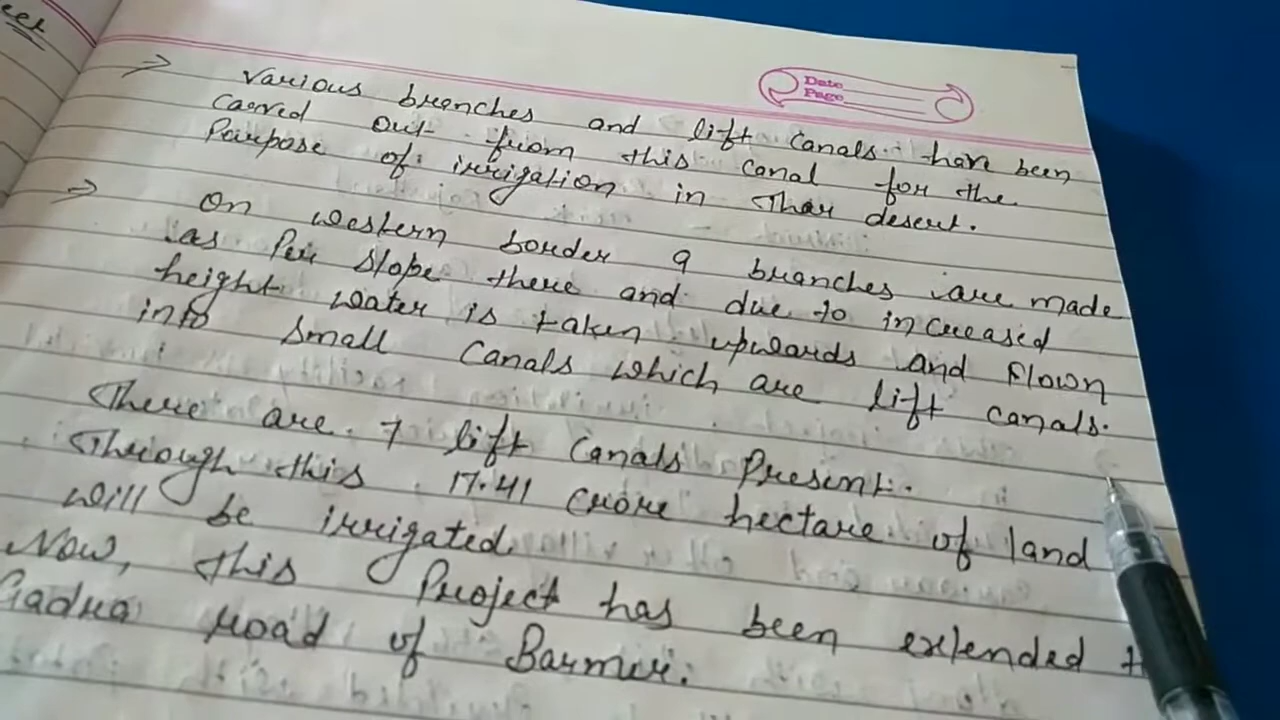 Date
Page
→ Various branches and lift canals have been
carved out from this canal for the
Purpose of irrigation in Thar desert.
→ On western border 9 branches are made
as Per slope there and due to increased
height water is taken upwards and flown
into small canals which are lift canals.
There are 7 lift canals Present.
Through this 17.41 crore hectare of land
will be irrigated.
Now, this Project has been extended
Gadra road of Barmer.